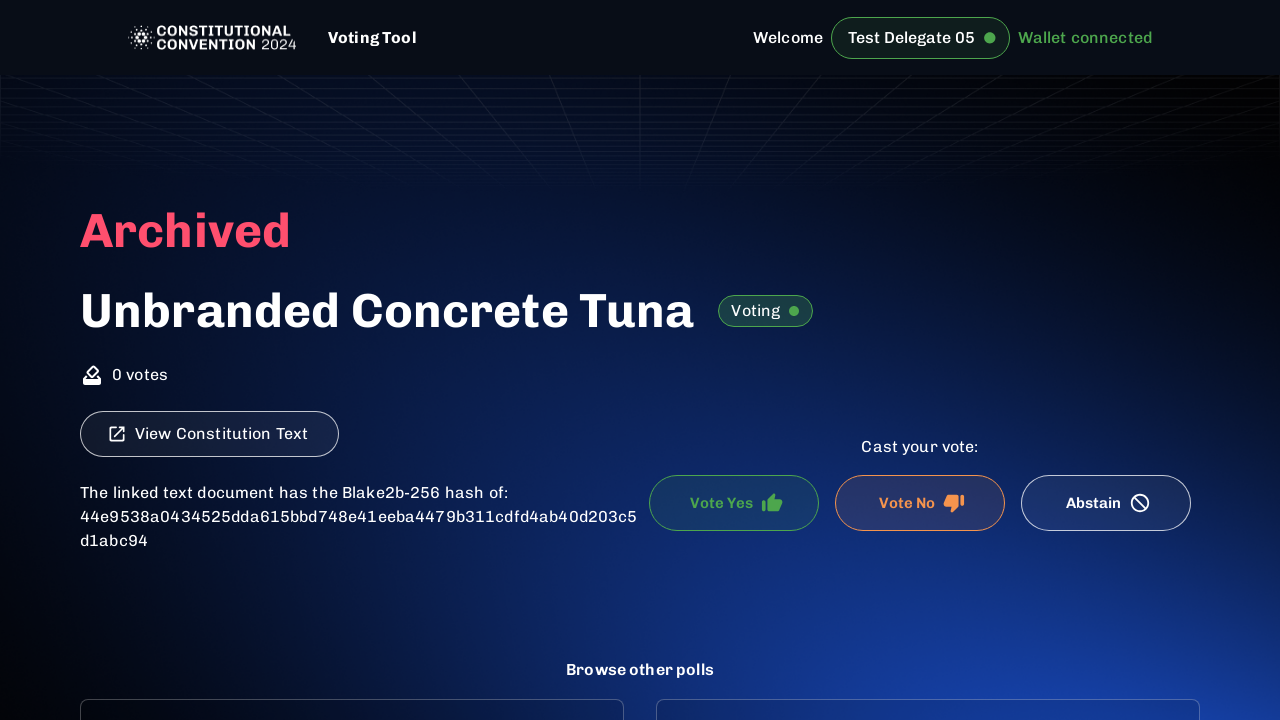 CONSTITUTIONAL
CONVENTION 2024
Voting Tool
Welcome
Test Delegate 05
Wallet connected
Archived
Unbranded Concrete Tuna
Voting
0 votes
View Constitution Text
Cast your vote:
The linked text document has the Blake2b-256 hash of:
44e9538a0434525dda615bbd748e41eeba4479b311cdfd4ab40d203c5
d1abc94
Vote Yes
Vote No
Abstain
Browse other polls